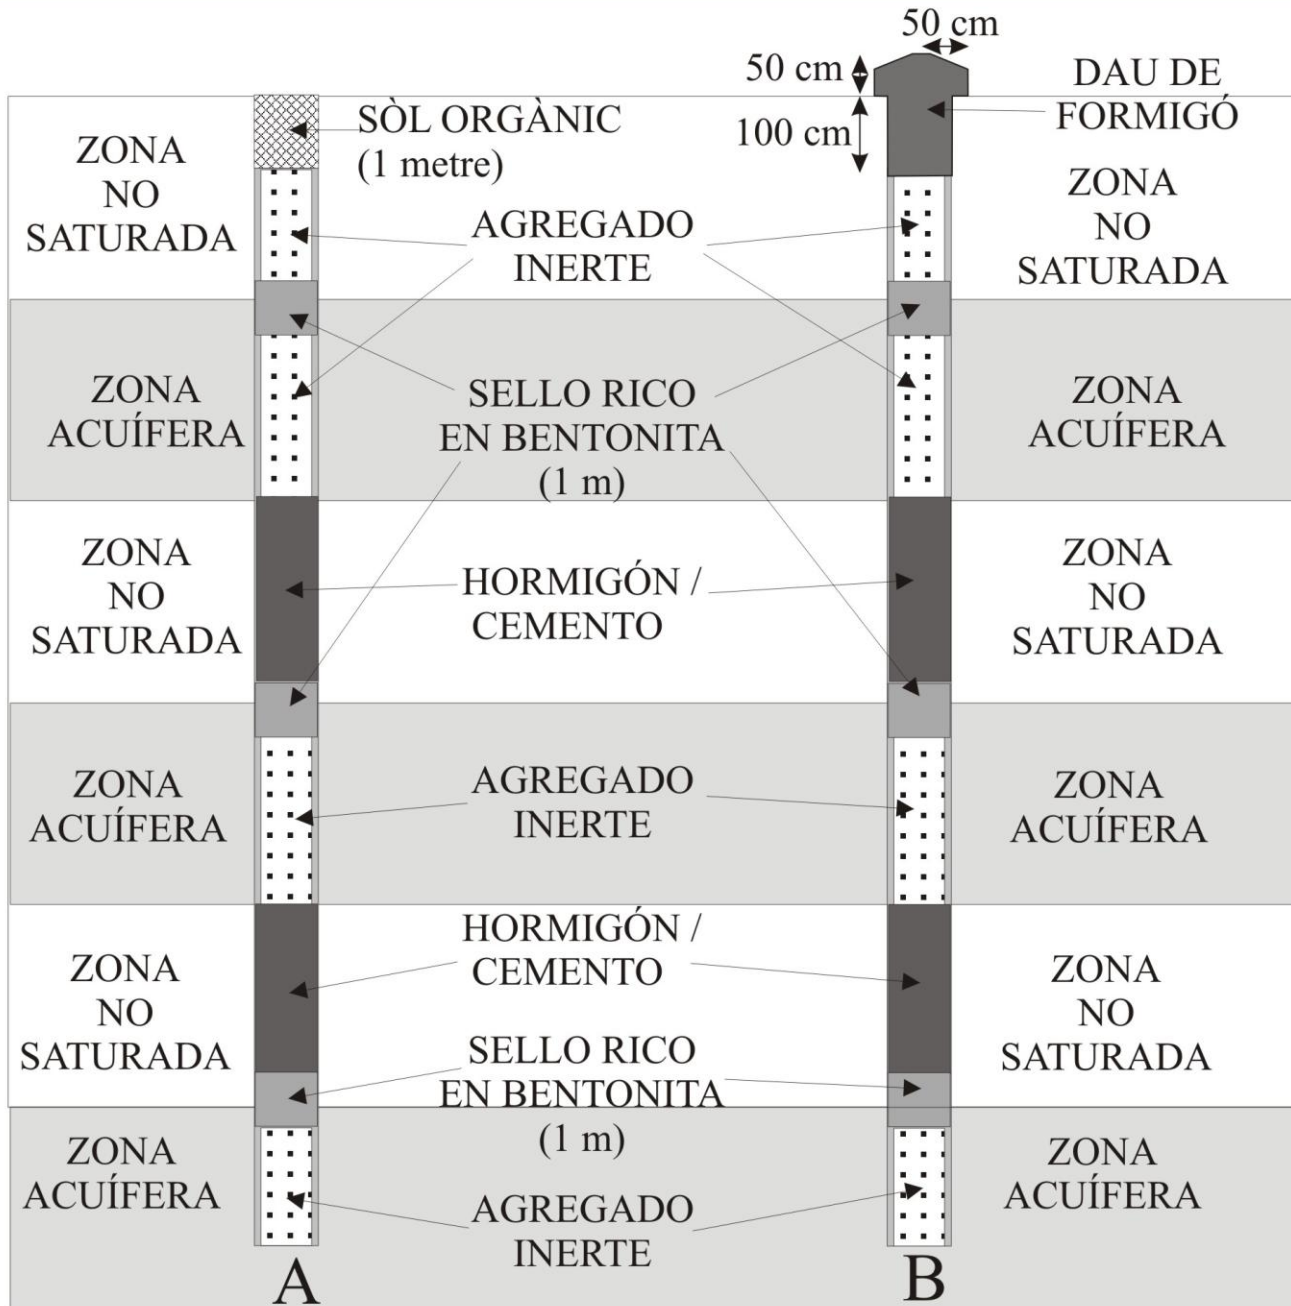 50 cm
50 cm
100 cm
DAU DE
FORMIGÓ
SÒL ORGÀNIC
(1 metre)
ZONA
NO
SATURADA
ZONA
NO
SATURADA
AGREGADO
INERTE
ZONA
ACUÍFERA
SELLO RICO
EN BENTONITA
(1 m)
ZONA
ACUÍFERA
ZONA
NO
SATURADA
HORMIGÓN /
CEMENTO
ZONA
NO
SATURADA
ZONA
ACUÍFERA
AGREGADO
INERTE
ZONA
ACUÍFERA
ZONA
NO
SATURADA
HORMIGÓN /
CEMENTO
ZONA
NO
SATURADA
SELLO RICO
EN BENTONITA
(1 m)
ZONA
ACUÍFERA
AGREGADO
INERTE
ZONA
ACUÍFERA
A
B